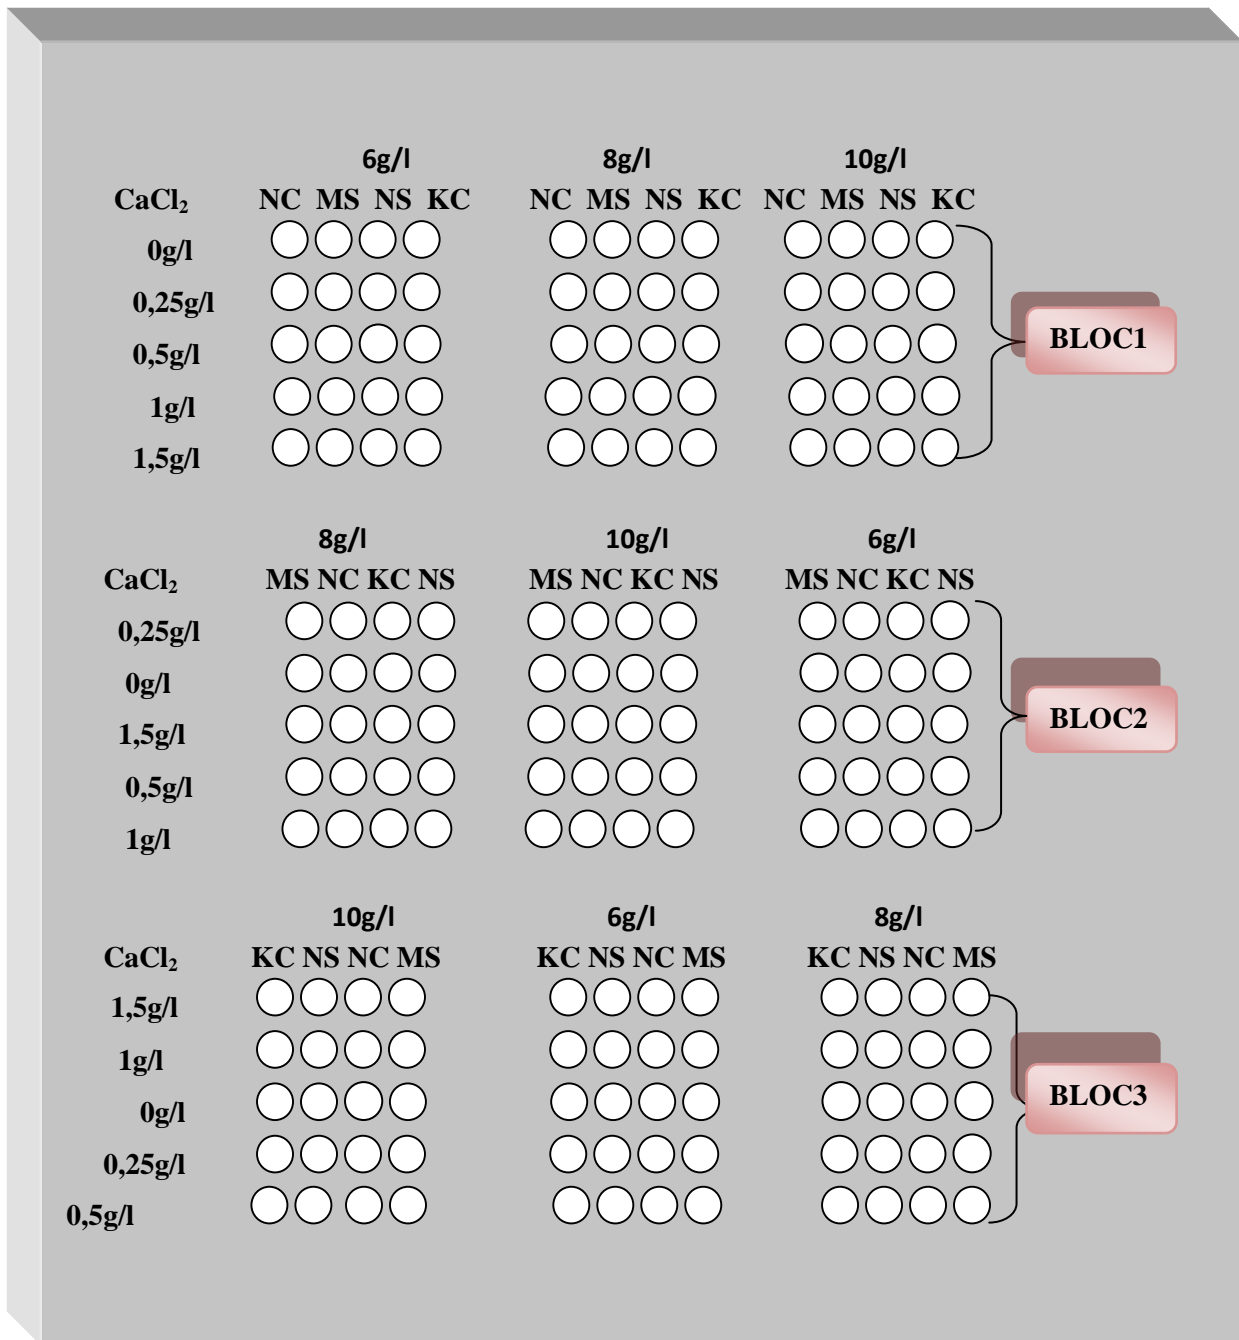 6g/l 8g/l 10g/l
CaCl₂ NC MS NS KC NC MS NS KC NC MS NS KC
0g/l
0,25g/l
0,5g/l
BLOC1
1g/l
1,5g/l
8g/l 10g/l 6g/l
CaCl₂ MS NC KC NS MS NC KC NS MS NC KC NS
0,25g/l
0g/l
1,5g/l
BLOC2
0,5g/l
1g/l
10g/l 6g/l 8g/l
CaCl₂ KC NS NC MS KC NS NC MS KC NS NC MS
1,5g/l
1g/l
BLOC3
0g/l
0,25g/l
0,5g/l